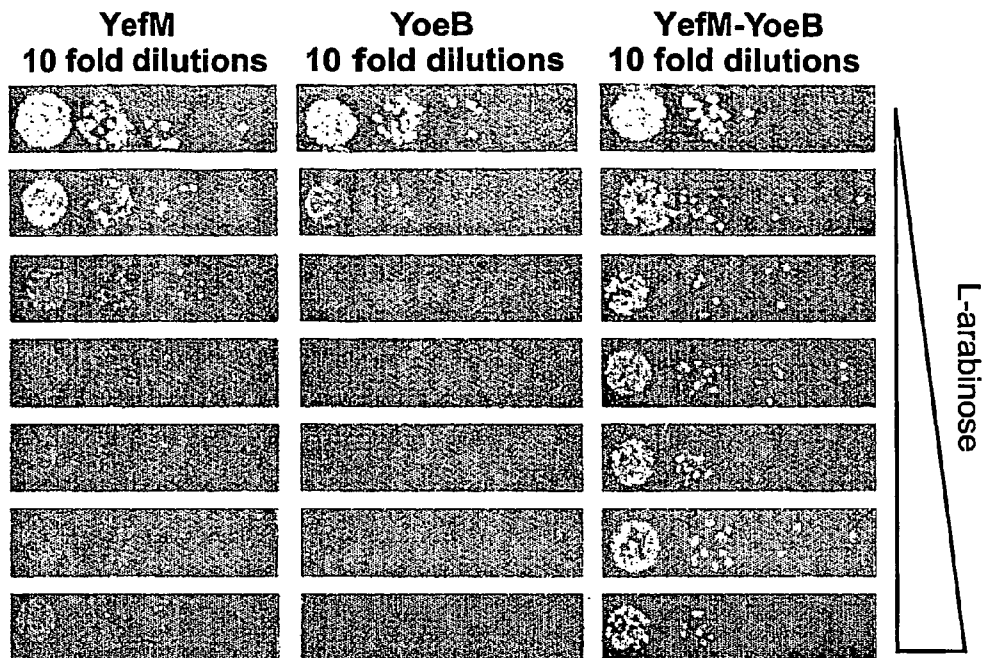 YefM
10 fold dilutions
YoeB
10 fold dilutions
YefM-YoeB
10 fold dilutions
L-arabinose